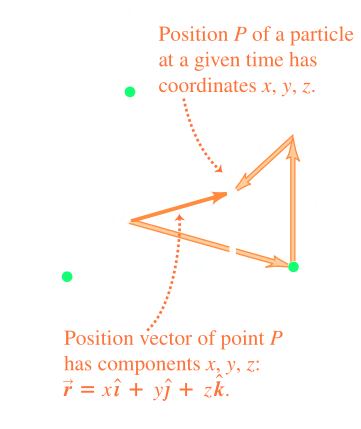 Position P of a particle
at a given time has
coordinates x, y, z.
Position vector of point P
has components x, y, z:
r⃗ = xî + yĵ + zk̂.